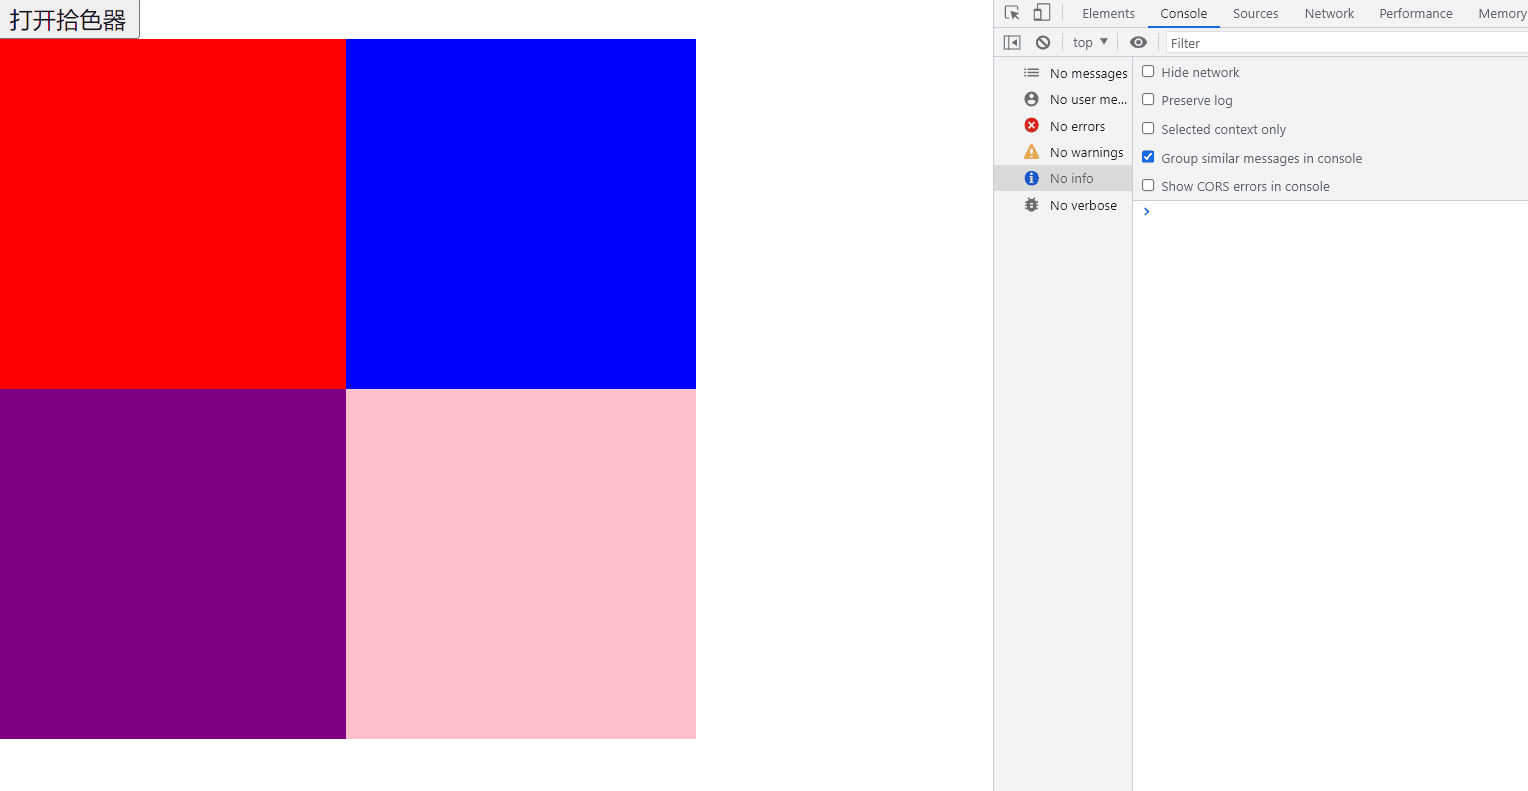 打开拾色器
Elements Console Sources Network Performance Memory
top Filter
No messages
No user me...
No errors
No warnings
No info
No verbose
Hide network
Preserve log
Selected context only
Group similar messages in console
Show CORS errors in console